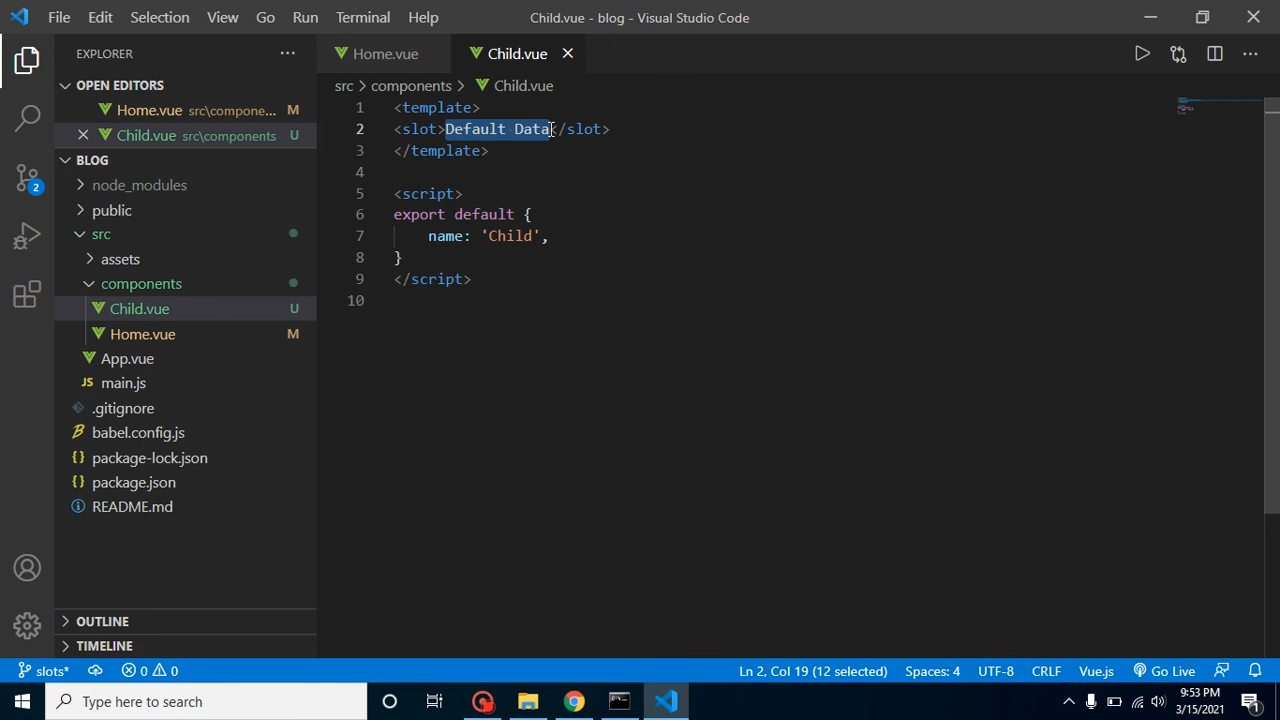 File Edit Selection View Go Run Terminal Help
Child.vue - blog - Visual Studio Code
EXPLORER
Home.vue
Child.vue
OPEN EDITORS
Home.vue src\compone... M
Child.vue src\components U
BLOG
node_modules
public
src
assets
components
Child.vue U
Home.vue M
App.vue
JS main.js
.gitignore
babel.config.js
{} package-lock.json
{} package.json
README.md
OUTLINE
TIMELINE
2
src > components > Child.vue
1 <template>
2 <slot>Default Data</slot>
3 </template>
4
5 <script>
6 export default {
7 name: 'Child',
8 }
9 </script>
10
slots* 0 0
Ln 2, Col 19 (12 selected) Spaces: 4 UTF-8 CRLF Vue.js Go Live
Type here to search
9:53 PM
3/15/2021
1